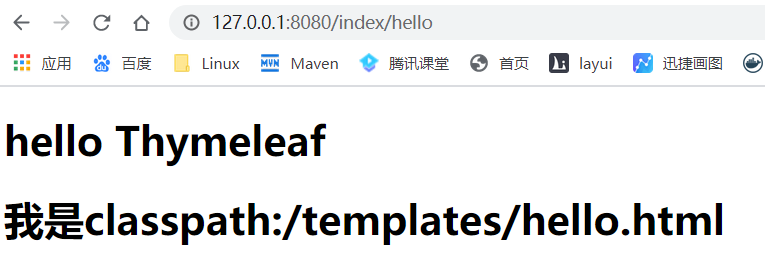 127.0.0.1:8080/index/hello
应用 百度 Linux MVN Maven 腾讯课堂 首页 layui 迅捷画图
hello Thymeleaf
我是classpath:/templates/hello.html